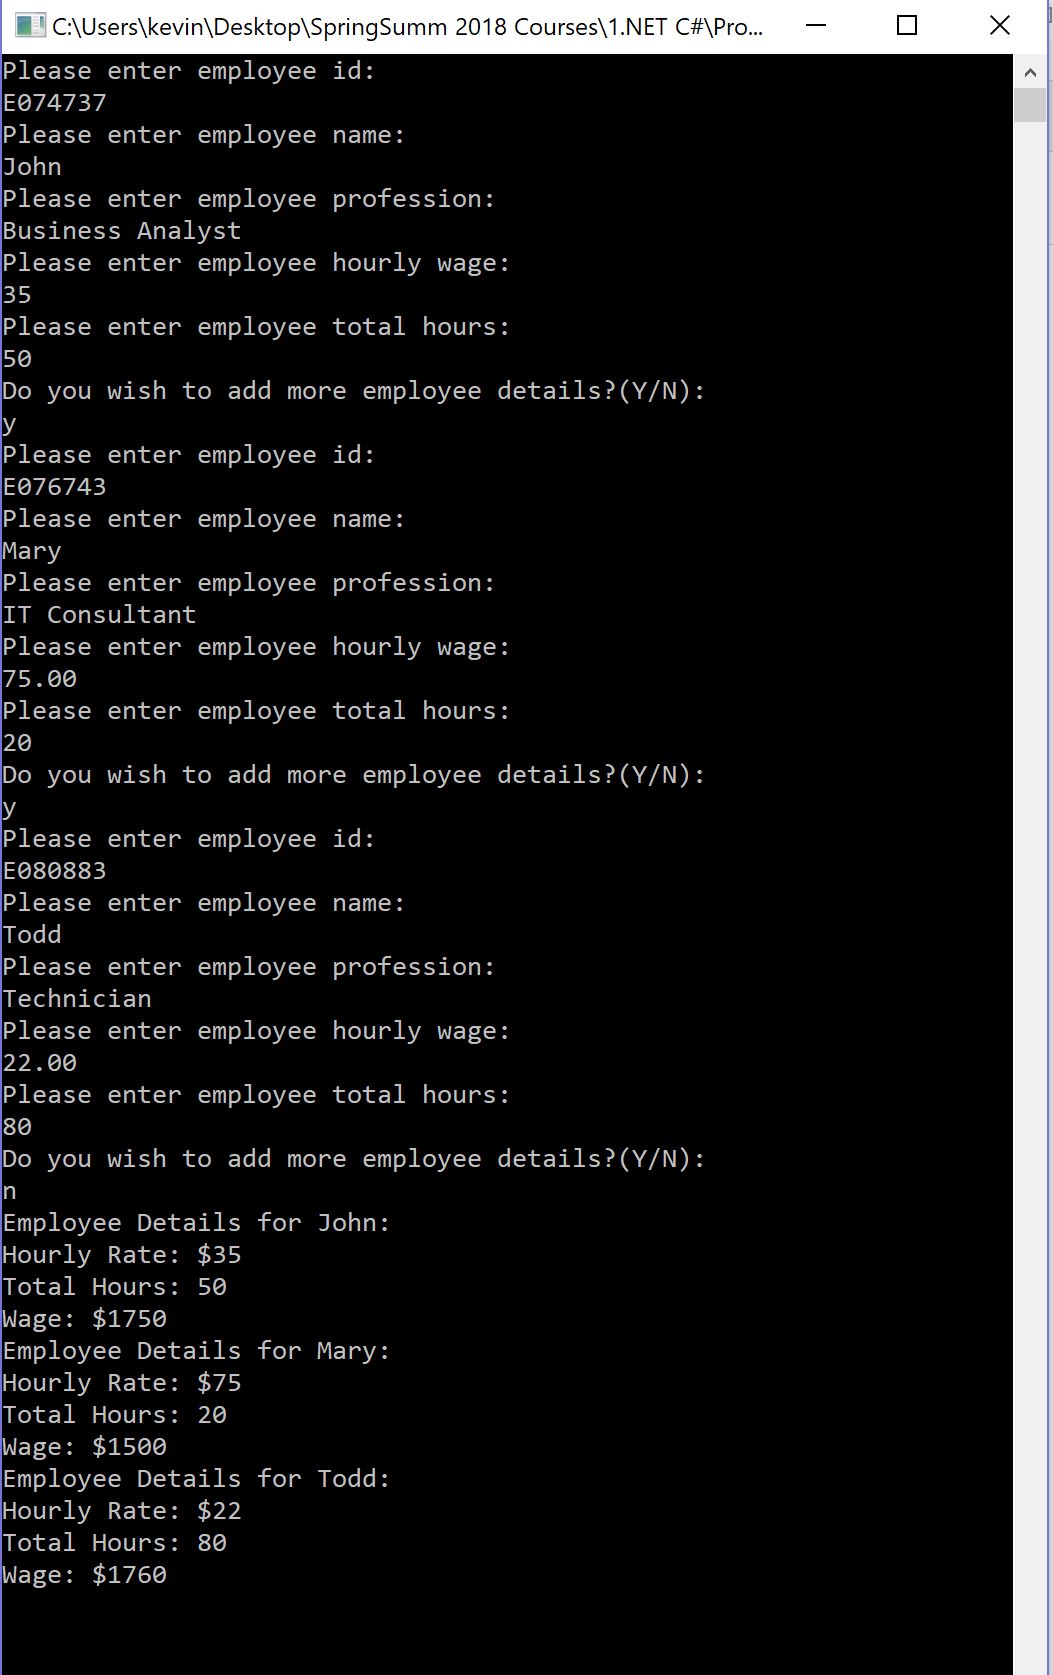 C:\Users\kevin\Desktop\SpringSumm 2018 Courses\1.NET C#\Pro...
Please enter employee id:
E074737
Please enter employee name:
John
Please enter employee profession:
Business Analyst
Please enter employee hourly wage:
35
Please enter employee total hours:
50
Do you wish to add more employee details?(Y/N):
y
Please enter employee id:
E076743
Please enter employee name:
Mary
Please enter employee profession:
IT Consultant
Please enter employee hourly wage:
75.00
Please enter employee total hours:
20
Do you wish to add more employee details?(Y/N):
y
Please enter employee id:
E080883
Please enter employee name:
Todd
Please enter employee profession:
Technician
Please enter employee hourly wage:
22.00
Please enter employee total hours:
80
Do you wish to add more employee details?(Y/N):
n
Employee Details for John:
Hourly Rate: $35
Total Hours: 50
Wage: $1750
Employee Details for Mary:
Hourly Rate: $75
Total Hours: 20
Wage: $1500
Employee Details for Todd:
Hourly Rate: $22
Total Hours: 80
Wage: $1760